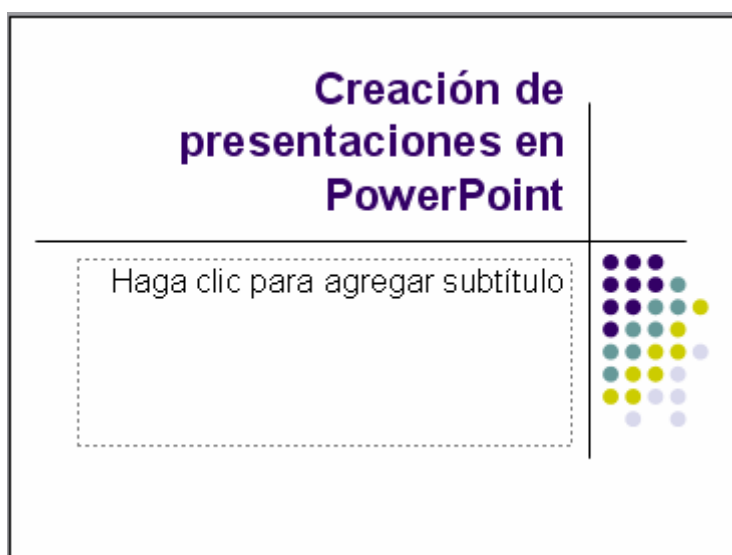 Creación de
presentaciones en
PowerPoint
Haga clic para agregar subtítulo